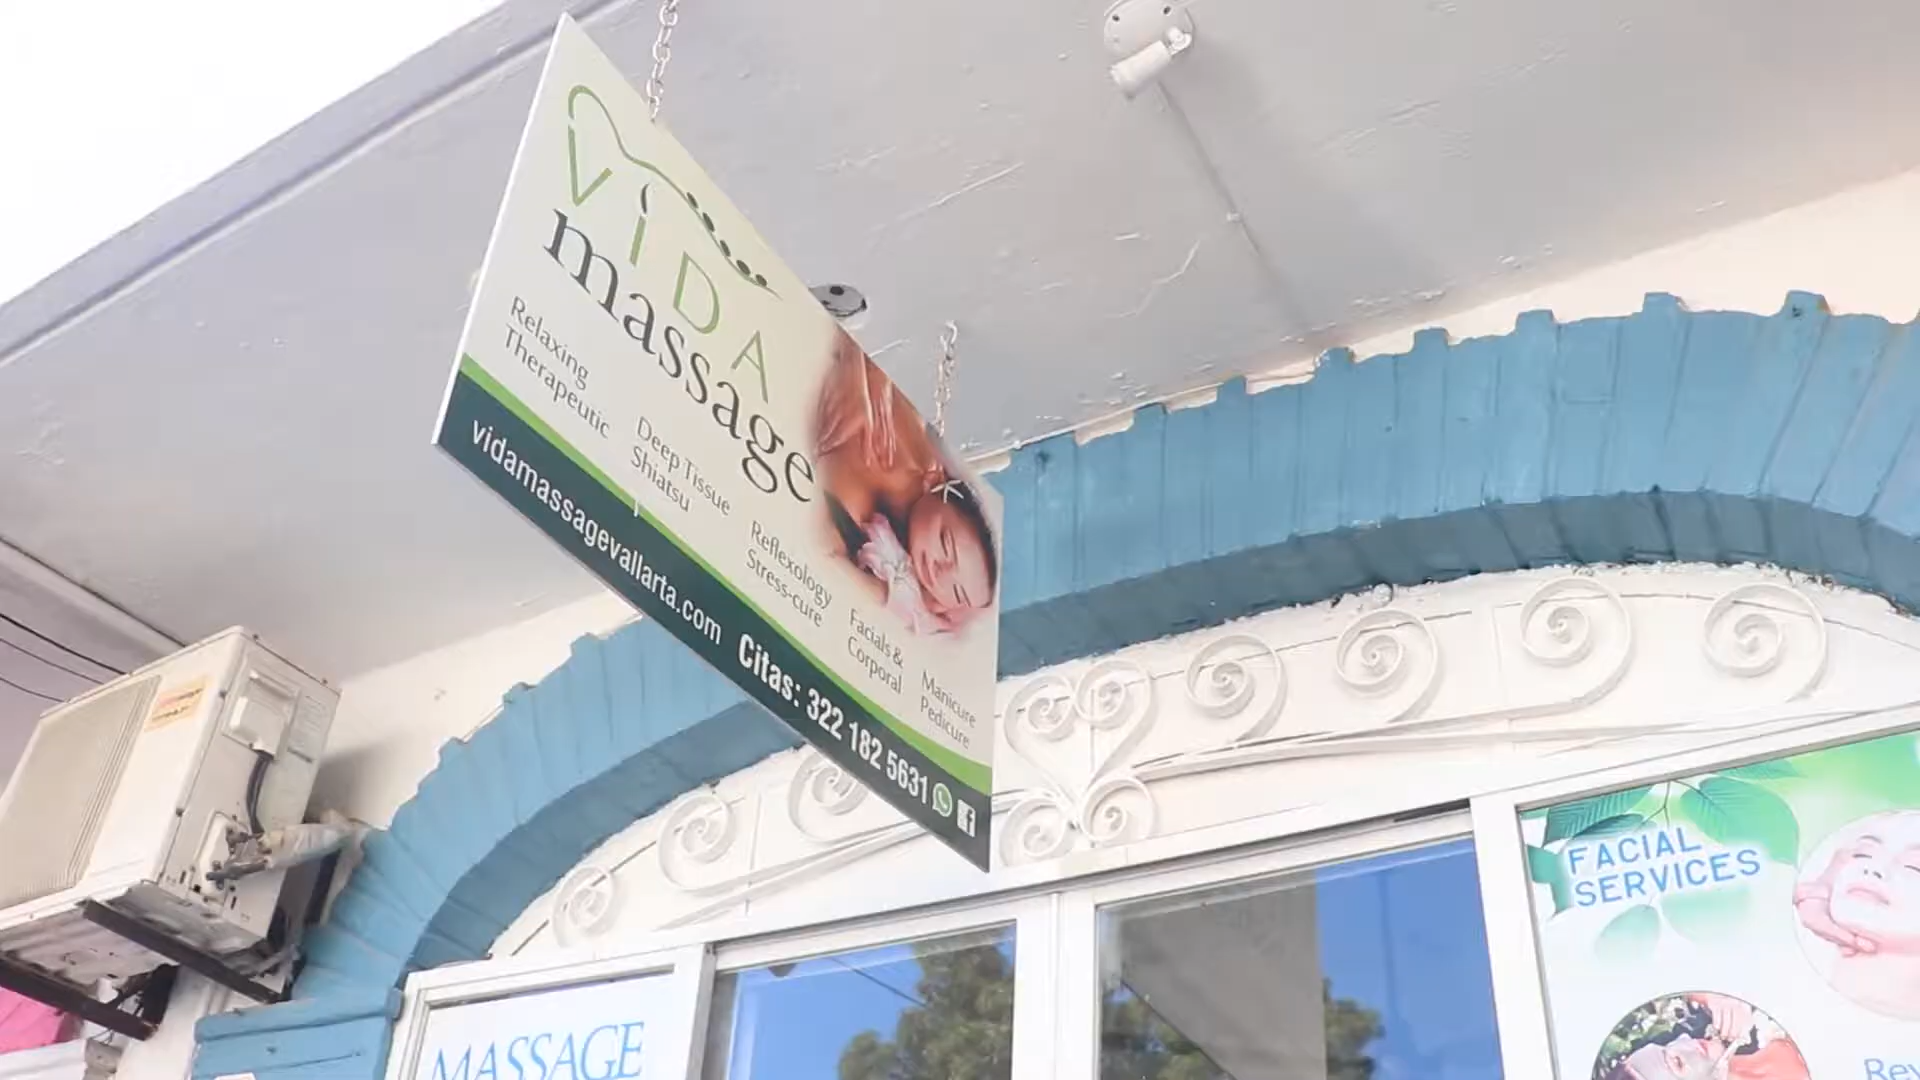 VIDA
massage
Relaxing
Therapeutic
Deep Tissue
Shiatsu
Reflexology
Stress-cure
Facials &
Corporal
Manicure
Pedicure
vidamassagevallarta.com Citas: 322 182 5631
FACIAL
SERVICES
MASSAGE